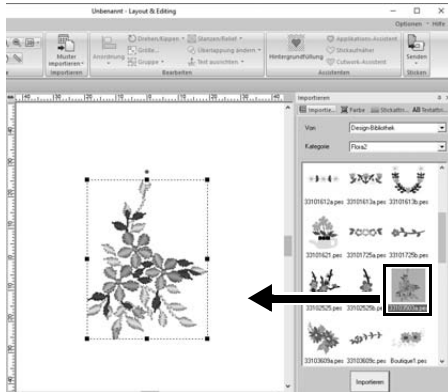 Unbenannt - Layout & Editing
Optionen Hilfe
Muster importieren
Importieren
Anordnung
Drehen/Kippen
Größe...
Gruppe
Stanzen/Relief
Überlappung ändern
Text ausrichten
Bearbeiten
Hintergrundfüllung
Applikations-Assistent
Stickaufnäher
Cutwork-Assistent
Assistenten
Senden
Sticken
Importieren
Importie... Farbe Stickattri... Textattri...
Von Design-Bibliothek
Kategorie Flora2
33101612a.pes 33101613a.pes 33101613b.pes
33101621.pes 33101725a.pes 33101725b.pes
33102525.pes 33102525b.pes
33103609a.pes 33103609c.pes Boutique1.pes
Importieren